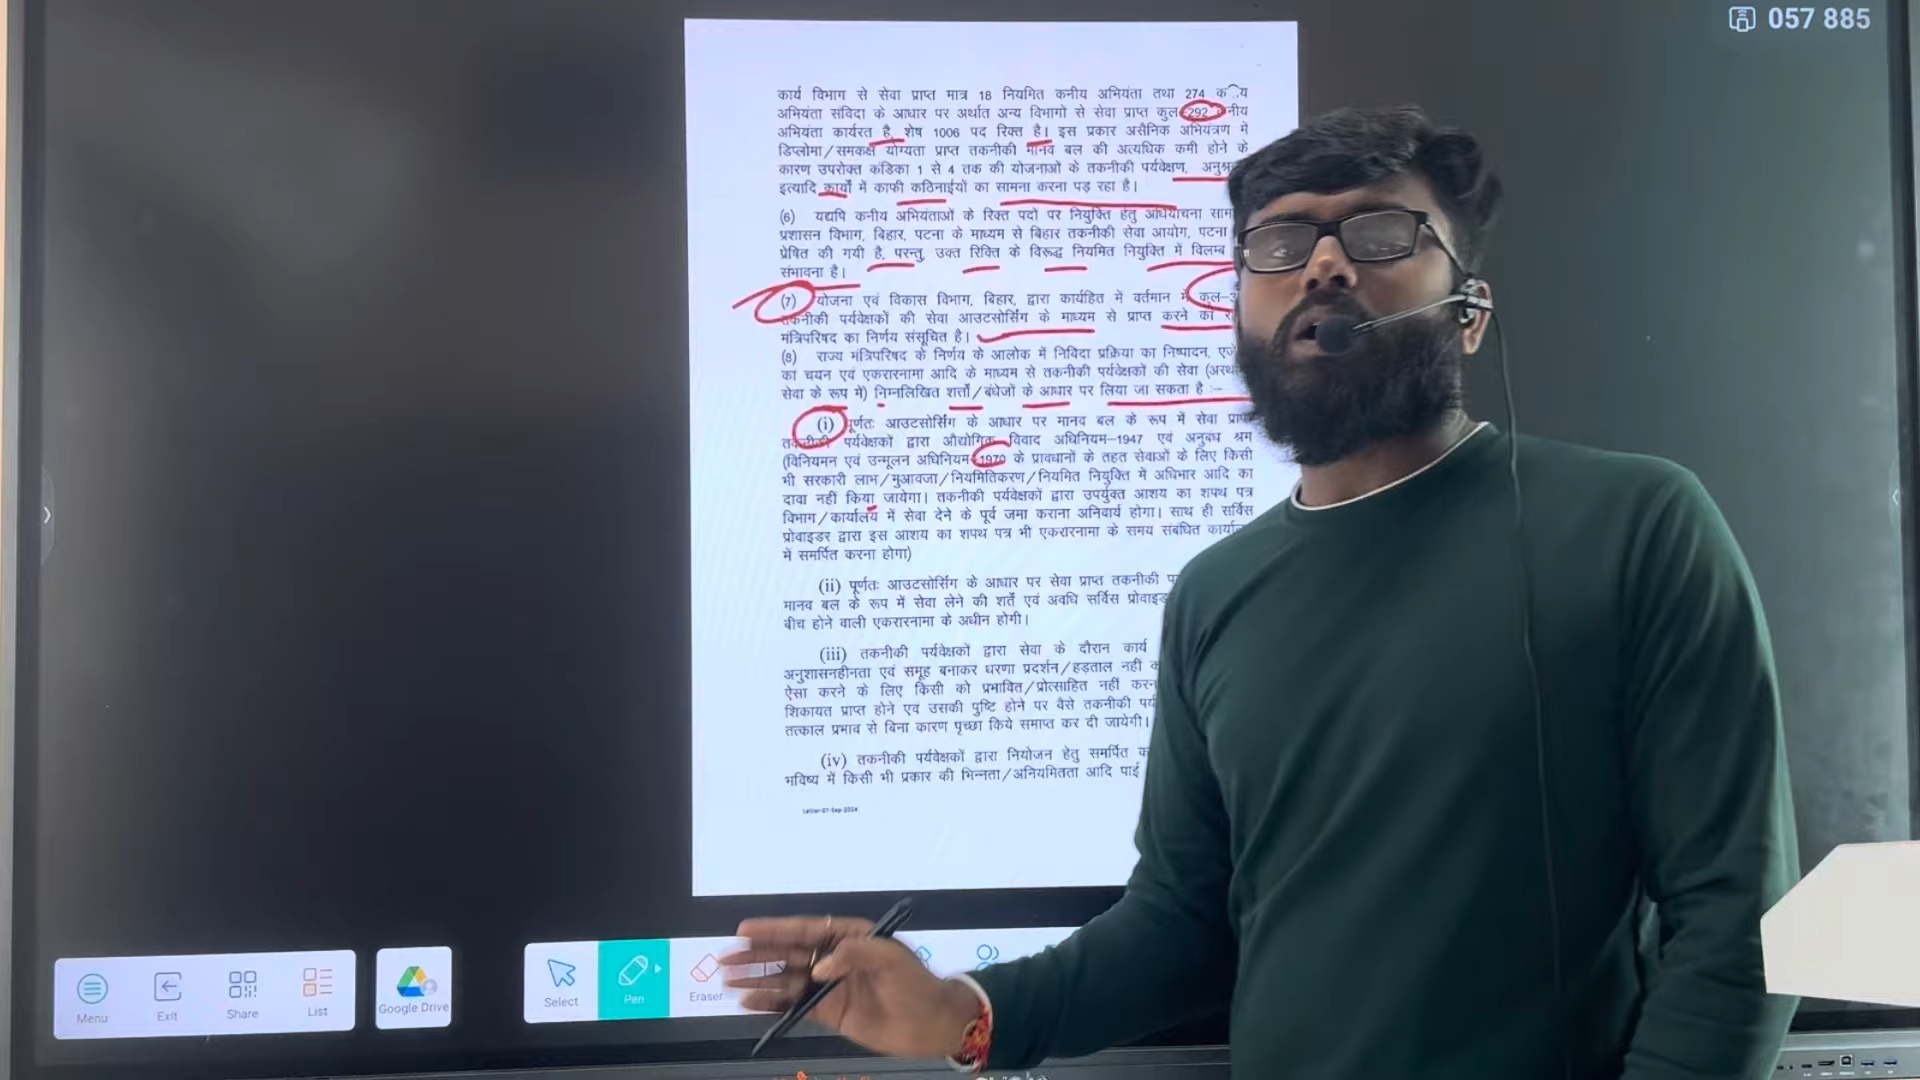 057 885
कार्य विभाग से सेवा प्राप्त मात्र 18 नियमित कनीय अभियंता तथा 274
अभियंता संविदा के आधार पर अर्थात अन्य विभागों से सेवा प्राप्त कुल 292
अभियंता कार्यरत है, शेष 1006 पद रिक्त है। इस प्रकार असैनिक अभियंत्रण में
डिप्लोमा/समकक्ष योग्यता प्राप्त तकनीकी मानव बल की अत्यधिक कमी होने के
कारण उपरोक्त कंडिका 1 से 4 तक की योजनाओं के तकनीकी पर्यवेक्षण,
इत्यादि कार्यों में काफी कठिनाईयो का सामना करना पड़ रहा है।
(6) यद्यपि कनीय अभियंताओं के रिक्त पदों पर नियुक्ति हेतु अधियाचना
प्रशासन विभाग, बिहार, पटना के माध्यम से बिहार तकनीकी सेवा आयोग, पटना
प्रेषित की गयी है, परन्तु, उक्त रिक्ति के विरूद्ध नियमित नियुक्ति में विलम्ब
संभावना है।
(7) योजना एवं विकास विभाग, बिहार, द्वारा कार्यहित में वर्तमान में कुल
तकनीकी पर्यवेक्षकों की सेवा आउटसोर्सिंग के माध्यम से प्राप्त करने का
मंत्रिपरिषद का निर्णय संसूचित है।
(8) राज्य मंत्रिपरिषद के निर्णय के आलोक में निविदा प्रक्रिया का निष्पादन,
का चयन एवं एकरारनामा आदि के माध्यम से तकनीकी पर्यवेक्षकों की सेवा
सेवा के रूप में) निम्नलिखित शर्त्तो/बंधेजों के आधार पर लिया जा सकता है :-
(i) पूर्णतः आउटसोर्सिंग के आधार पर मानव बल के रूप में सेवा
तकनीकी पर्यवेक्षकों द्वारा औद्योगिक विवाद अधिनियम-1947 एवं अनुबंध श्रम
(विनियमन एवं उन्मूलन अधिनियम-1970 के प्रावधानों के तहत सेवाओं के लिए किसी
भी सरकारी लाभ/मुआवजा/नियमितिकरण/नियमित नियुक्ति में अधिभार आदि का
दावा नहीं किया जायेगा। तकनीकी पर्यवेक्षकों द्वारा उपर्युक्त आशय का शपथ पत्र
विभाग/कार्यालय में सेवा देने के पूर्व जमा कराना अनिवार्य होगा। साथ ही सर्विस
प्रोवाइडर द्वारा इस आशय का शपथ पत्र भी एकरारनामा के समय संबंधित
में समर्पित करना होगा)
(ii) पूर्णतः आउटसोर्सिंग के आधार पर सेवा प्राप्त तकनीकी
मानव बल के रूप में सेवा लेने की शर्तें एवं अवधि सर्विस
बीच होने वाली एकरारनामा के अधीन होगी।
(iii) तकनीकी पर्यवेक्षकों द्वारा सेवा के दौरान कार्य
अनुशासनहीनता एवं समूह बनाकर धरणा प्रदर्शन/हड़ताल नहीं
ऐसा करने के लिए किसी को प्रभावित/प्रोत्साहित नहीं
शिकायत प्राप्त होने एवं उसकी पुष्टि होने पर वैसे तकनीकी
तत्काल प्रभाव से बिना कारण पृच्छा किये समाप्त कर दी जायेगी।
(iv) तकनीकी पर्यवेक्षकों द्वारा नियोजन हेतु समर्पित
भविष्य में किसी भी प्रकार की भिन्नता/अनियमितता आदि पाई
Letter-07-Sep-2024
Menu
Exit
Share
List
Google Drive
Select
Pen
Eraser